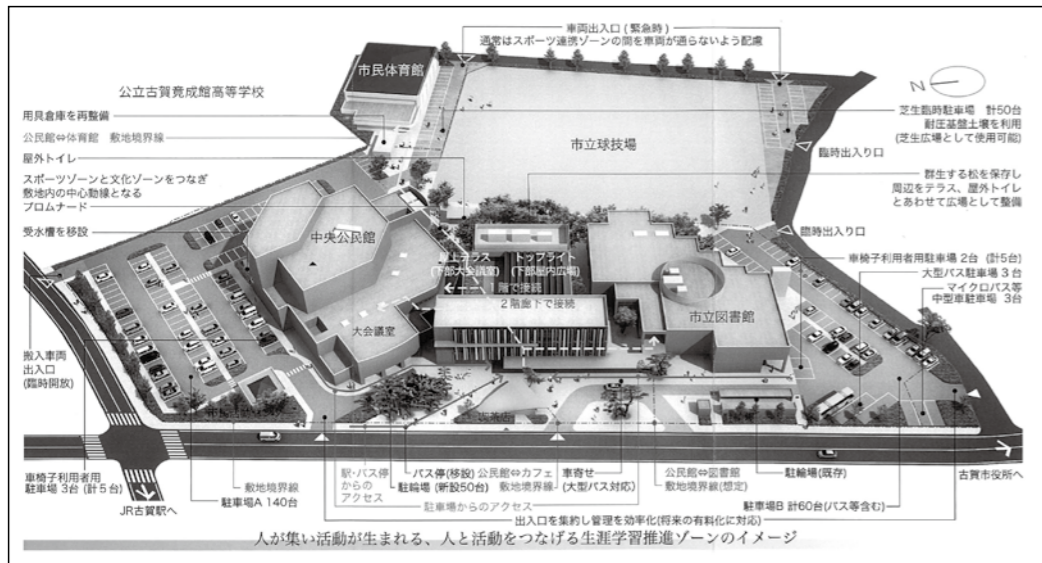 車両出入口(緊急時)
通常はスポーツ連携ゾーンの間を車両が通らないよう配慮
市民体育館
公立古賀竟成館高等学校
N
用具倉庫を再整備
公民館⇔体育館 敷地境界線
屋外トイレ
スポーツゾーンと文化ゾーンをつなぎ
敷地内の中心動線となる
プロムナード
受水槽を移設
市立球技場
芝生臨時駐車場 計50台
耐圧基盤土壌を利用
(芝生広場として使用可能)
臨時出入り口
群生する松を保存し
周辺をテラス、屋外トイレ
とあわせて広場として整備
臨時出入り口
中央公民館
屋上テラス
(下部大会議室)
トップライト
(下部屋内広場)
1階で接続
2階廊下で接続
大会議室
市立図書館
車椅子利用者用駐車場 2台 (計5台)
大型バス駐車場 3台
マイクロバス等
中型車駐車場 3台
搬入車両
出入口
(臨時開放)
車椅子利用者用
駐車場 3台 (計5台)
JR古賀駅へ
敷地境界線
駐車場A 140台
駅・バス停
からの
アクセス
バス停(移設)
駐輪場 (新設50台)
公民館⇔カフェ
敷地境界線
車寄せ
(大型バス対応)
公民館⇔図書館
敷地境界線(想定)
駐輪場(既存)
古賀市役所へ
駐車場からのアクセス
駐車場B 計60台(バス等含む)
出入口を集約し管理を効率化(将来の有料化に対応)
人が集い活動が生まれる、人と活動をつなげる生涯学習推進ゾーンのイメージ